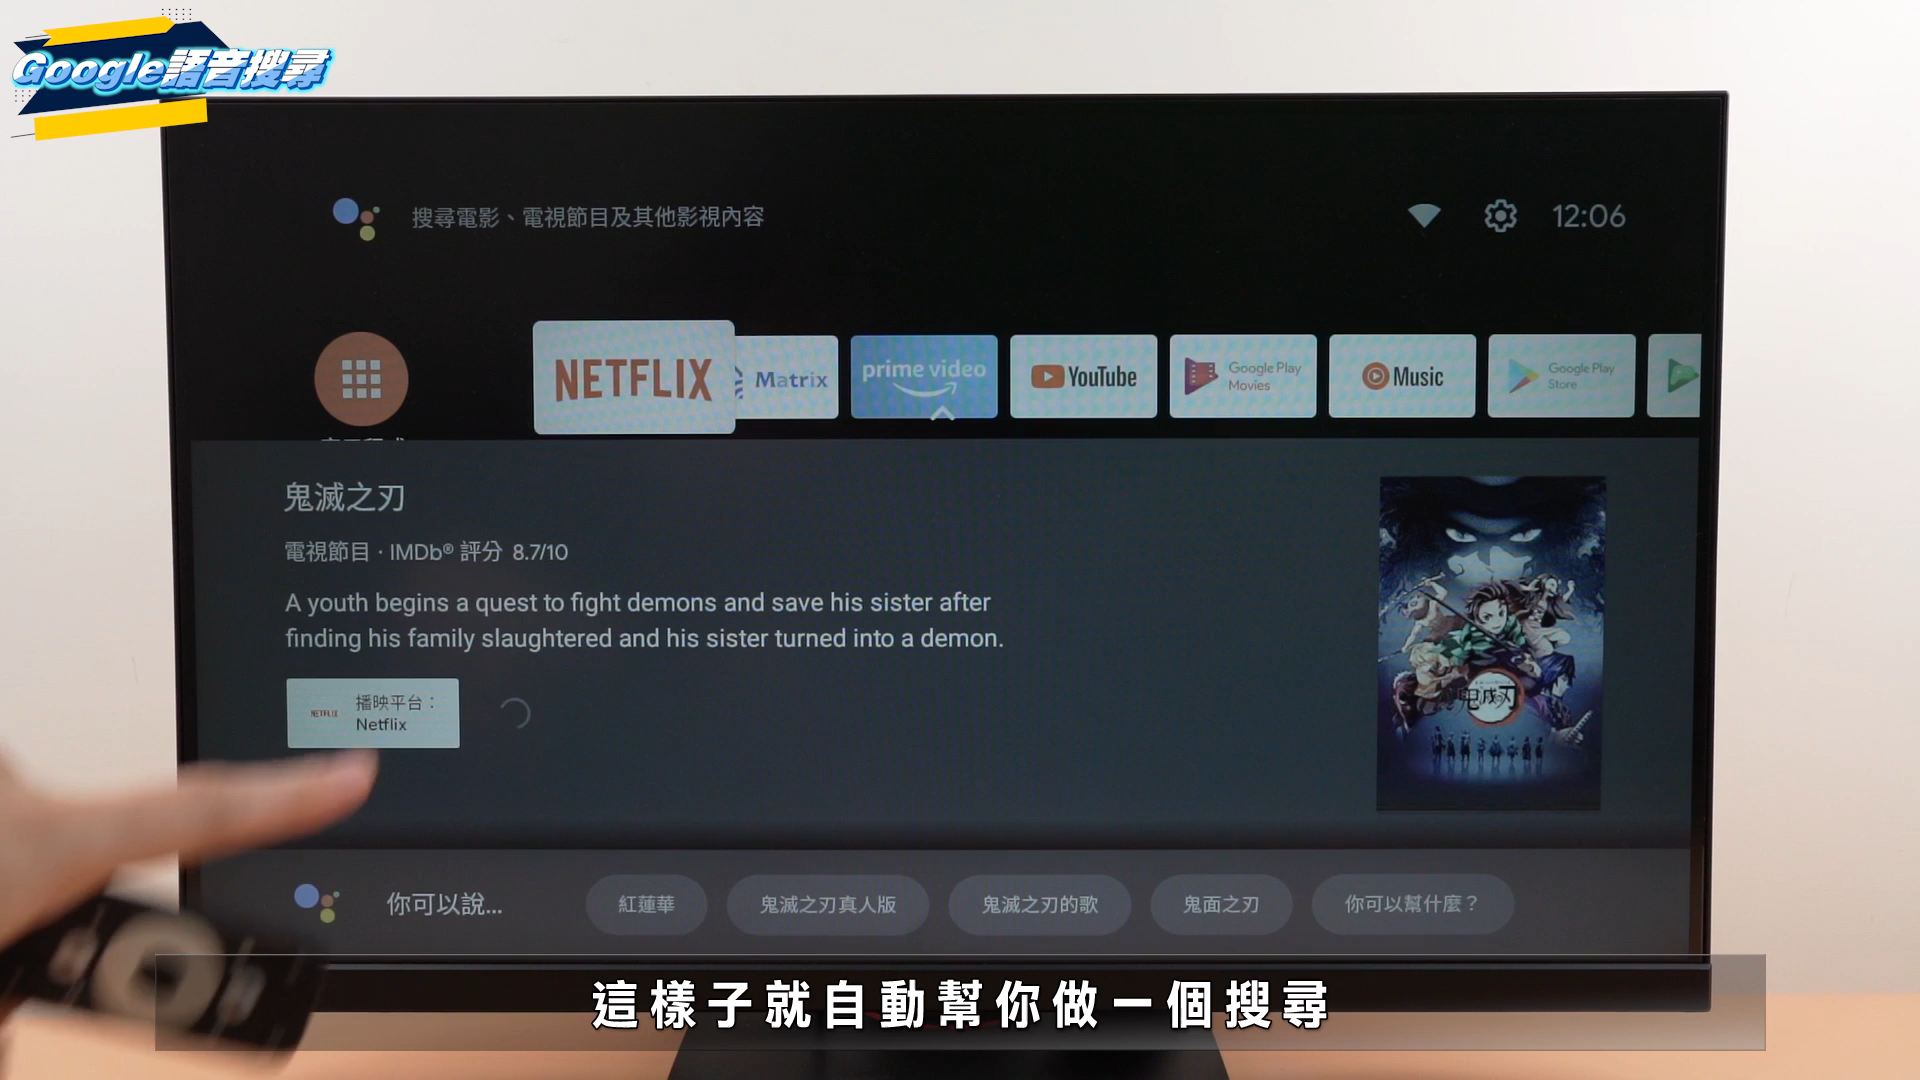 Google語音搜尋
搜尋電影、電視節目及其他影視內容
12:06
NETFLIX
Matrix
prime video
YouTube
Google Play
Movies
Music
Google Play
Store
鬼滅之刃
電視節目 · IMDb® 評分 8.7/10
A youth begins a quest to fight demons and save his sister after
finding his family slaughtered and his sister turned into a demon.
NETFLIX
播映平台：
Netflix
你可以說...
紅蓮華
鬼滅之刃真人版
鬼滅之刃的歌
鬼面之刃
你可以幫什麼？
這樣子就自動幫你做一個搜尋